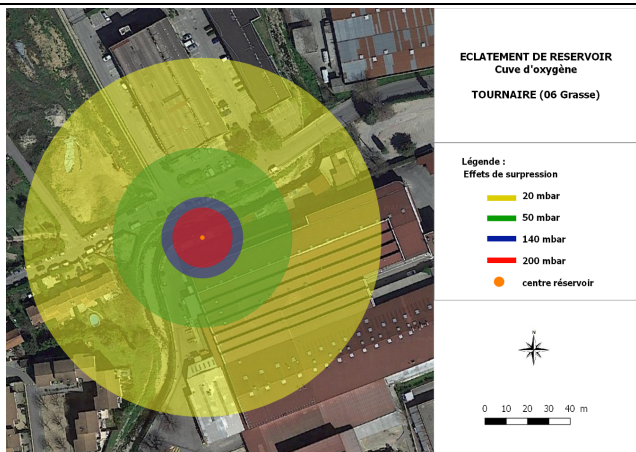 ECLATEMENT DE RESERVOIR
Cuve d'oxygène
TOURNAIRE (06 Grasse)
Légende :
Effets de surpression
20 mbar
50 mbar
140 mbar
200 mbar
centre réservoir
N
0 10 20 30 40 m